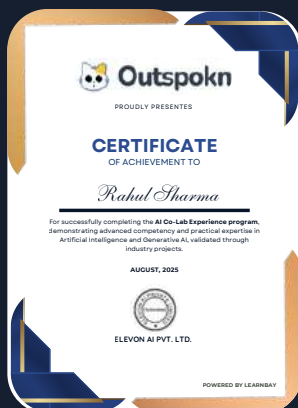 Outspokn
PROUDLY PRESENTES
CERTIFICATE
OF ACHIEVEMENT TO
Rahul Sharma
For successfully completing the AI Co-Lab Experience program,
demonstrating advanced competency and practical expertise in
Artificial Intelligence and Generative AI, validated through
industry projects.
AUGUST, 2025
ELEVON AI PVT. LTD.
POWERED BY LEARNBAY